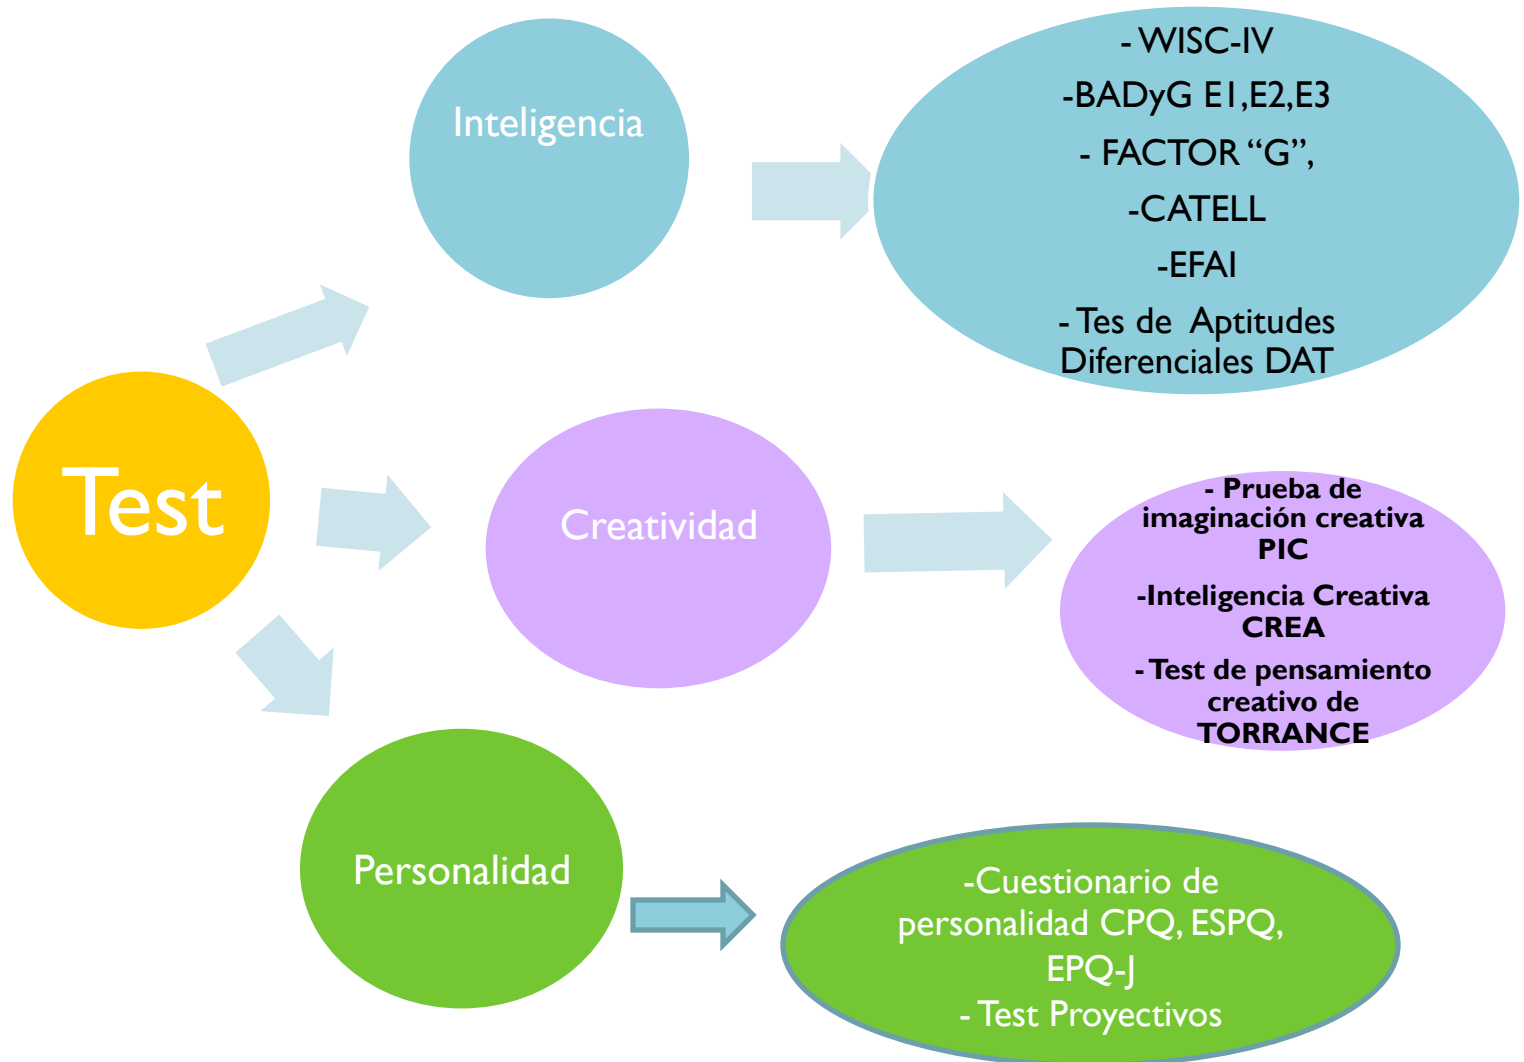 Test
Inteligencia
- WISC-IV
-BADyG E1,E2,E3
- FACTOR “G”,
-CATELL
-EFAI
- Tes de  Aptitudes
Diferenciales DAT
Creatividad
- Prueba de
imaginación creativa
PIC
-Inteligencia Creativa
CREA
- Test de pensamiento
creativo de
TORRANCE
Personalidad
-Cuestionario de
personalidad CPQ, ESPQ,
EPQ-J
- Test Proyectivos